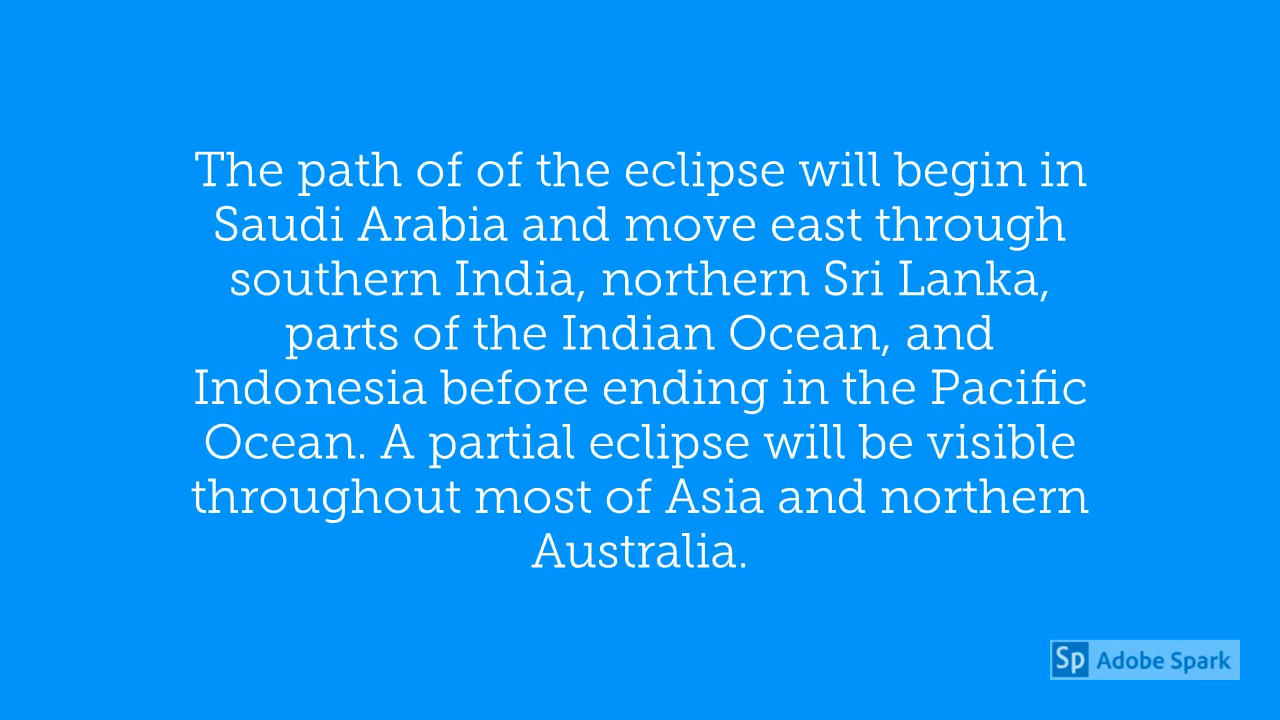 The path of of the eclipse will begin in
Saudi Arabia and move east through
southern India, northern Sri Lanka,
parts of the Indian Ocean, and
Indonesia before ending in the Pacific
Ocean. A partial eclipse will be visible
throughout most of Asia and northern
Australia.
Sp Adobe Spark